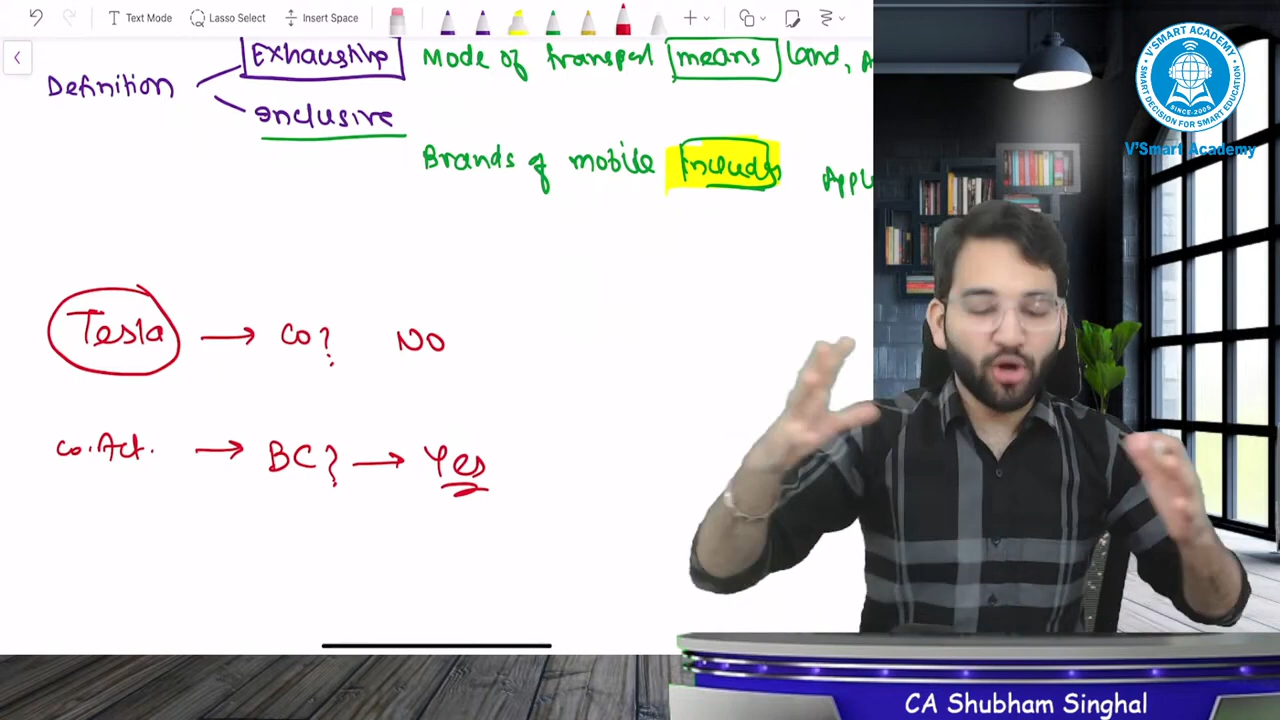 Text Mode Lasso Select Insert Space
Definition
Exhaustive Mode of transport means land, A
inclusive
Brands of mobile includes Appl
Tesla → Co? NO
Co. Act. → BC? → Yes
V'SMART ACADEMY
SMART DECISION FOR SMART EDUCATION
SINCE-2005
V'Smart Academy
CA Shubham Singhal